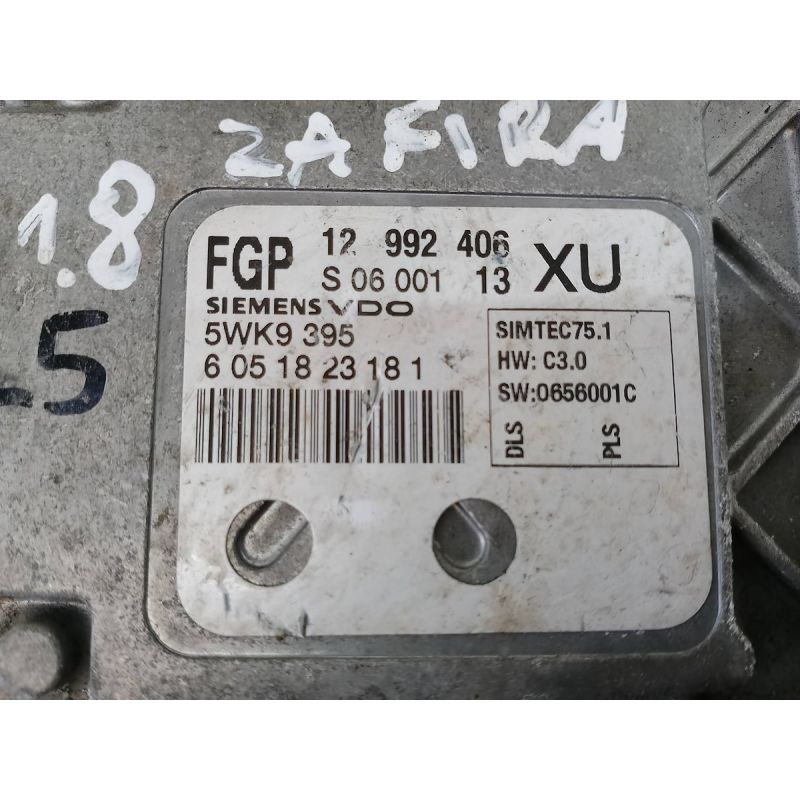 ZAFIRA
1.8
-5
FGP 12 992 406 XU
S 06 001 13
SIEMENS VDO
5WK9 395
6 05 18 23 18 1
SIMTEC75.1
HW: C3.0
SW:0656001C
DLS PLS